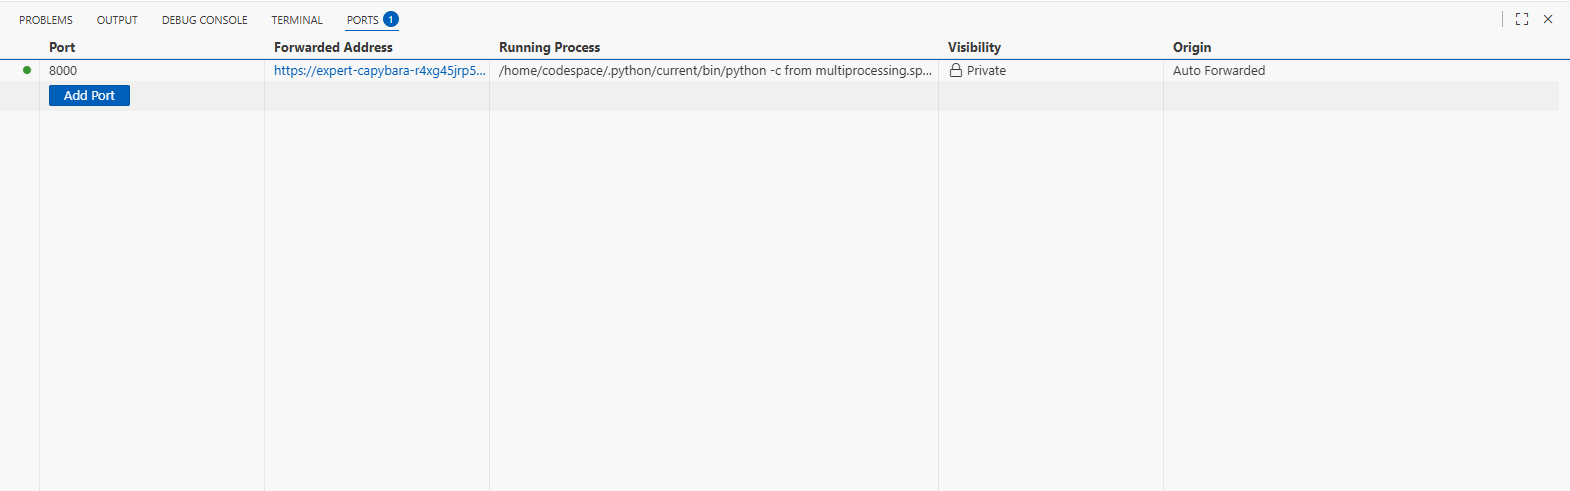 PROBLEMS OUTPUT DEBUG CONSOLE TERMINAL PORTS 1
Port Forwarded Address Running Process Visibility Origin
8000 https://expert-capybara-r4xg45jrp5... /home/codespace/.python/current/bin/python -c from multiprocessing.sp... Private Auto Forwarded
Add Port